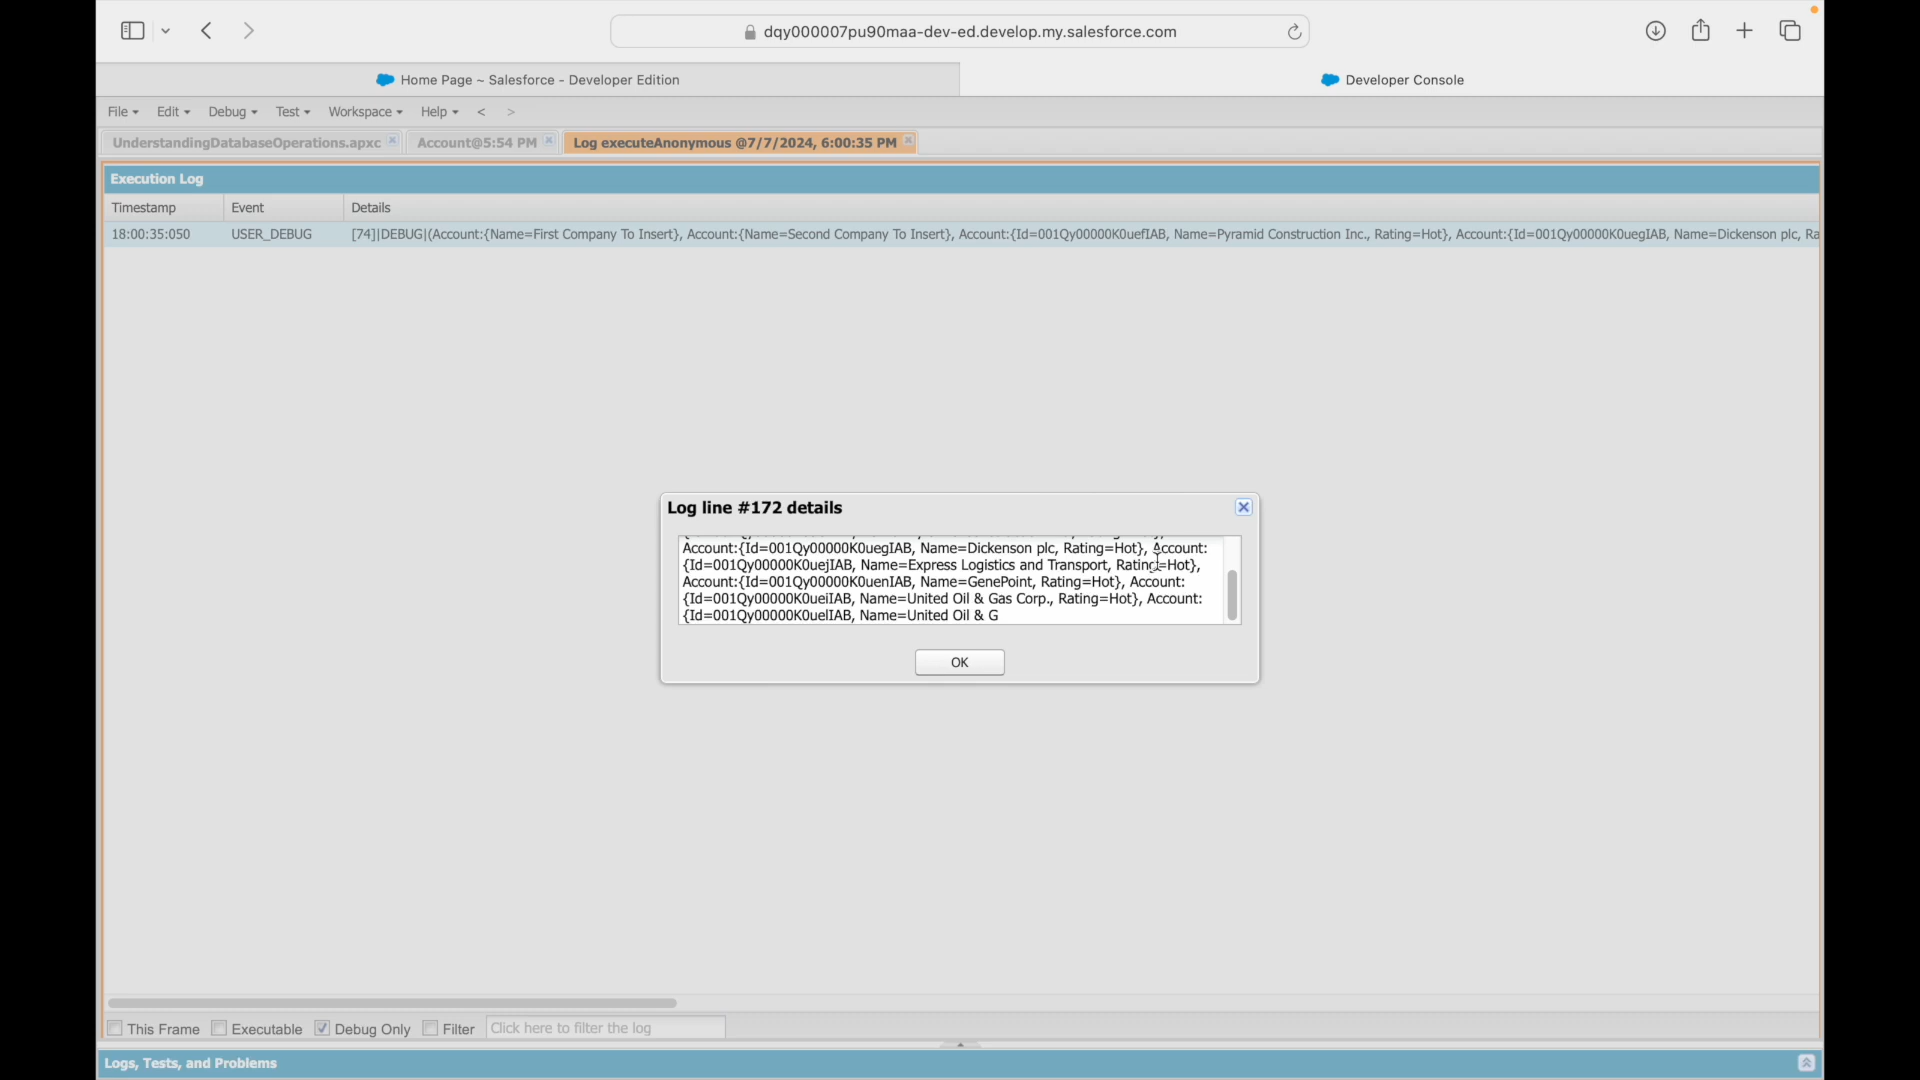 dqy000007pu90maa-dev-ed.develop.my.salesforce.com
Home Page ~ Salesforce - Developer Edition
Developer Console
File Edit Debug Test Workspace Help < >
UnderstandingDatabaseOperations.apxc
Account@5:54 PM
Log executeAnonymous @7/7/2024, 6:00:35 PM
Execution Log
Timestamp Event Details
18:00:35:050 USER_DEBUG [74]|DEBUG|(Account:{Name=First Company To Insert}, Account:{Name=Second Company To Insert}, Account:{Id=001Qy00000K0uefIAB, Name=Pyramid Construction Inc., Rating=Hot}, Account:{Id=001Qy00000K0uegIAB, Name=Dickenson plc, Ra
Log line #172 details
Account:{Id=001Qy00000K0uegIAB, Name=Dickenson plc, Rating=Hot}, Account:
{Id=001Qy00000K0uejIAB, Name=Express Logistics and Transport, Rating=Hot},
Account:{Id=001Qy00000K0uenIAB, Name=GenePoint, Rating=Hot}, Account:
{Id=001Qy00000K0ueiIAB, Name=United Oil & Gas Corp., Rating=Hot}, Account:
{Id=001Qy00000K0uelIAB, Name=United Oil & G
OK
This Frame Executable Debug Only Filter Click here to filter the log
Logs, Tests, and Problems